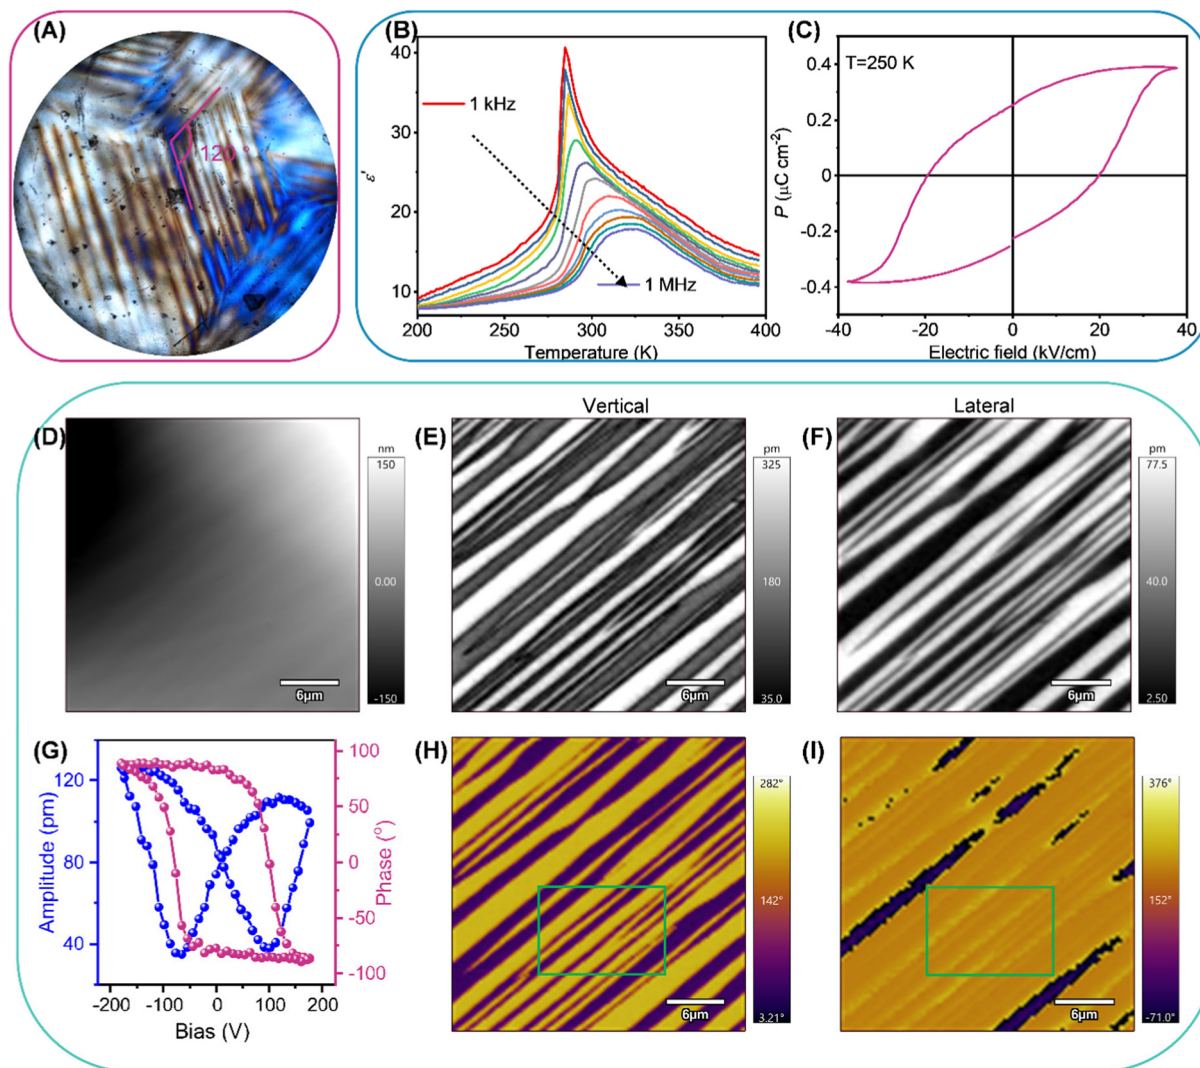 (A)
120 °
(B)
40
30
20
10
ε'
1 kHz
1 MHz
200
250
300
350
400
Temperature (K)
(C)
T=250 K
0.4
0.2
0
-0.2
-0.4
P (μC cm-2)
-40
-20
0
20
40
Electric field (kV/cm)
Vertical
Lateral
(D)
nm
150
0.00
-150
6μm
(E)
pm
325
180
35.0
6μm
(F)
pm
77.5
40.0
2.50
6μm
(G)
120
80
40
Amplitude (pm)
100
50
0
-50
-100
Phase (°)
-200
-100
0
100
200
Bias (V)
(H)
282°
142°
3.21°
6μm
(I)
376°
152°
-71.0°
6μm